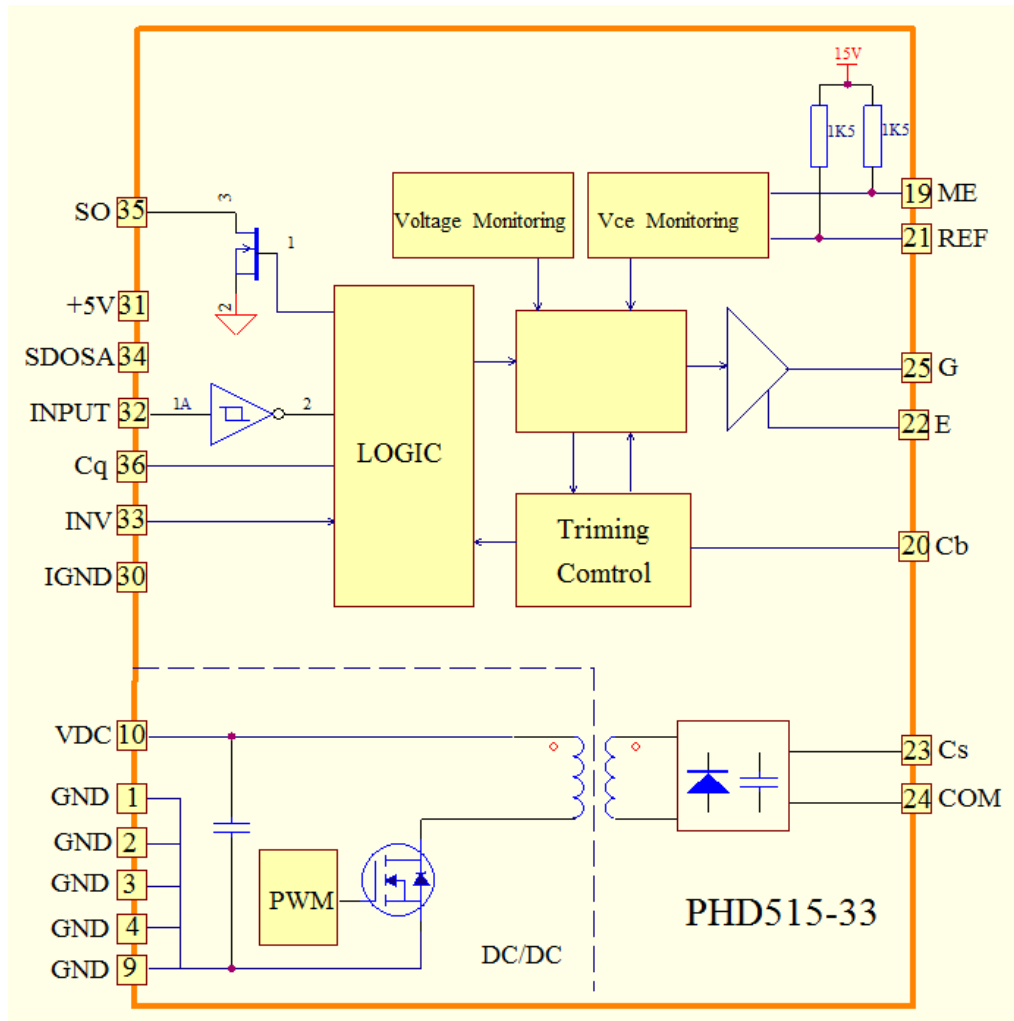 15V
1K5
1K5
SO 35
3
1
2
+5V 31
SDOSA 34
INPUT 32
1A
2
Cq 36
INV 33
IGND 30
LOGIC
Voltage Monitoring
Vce Monitoring
Triming
Comtrol
19 ME
21 REF
25 G
22 E
20 Cb
VDC 10
GND 1
GND 2
GND 3
GND 4
GND 9
PWM
DC/DC
23 Cs
24 COM
PHD515-33